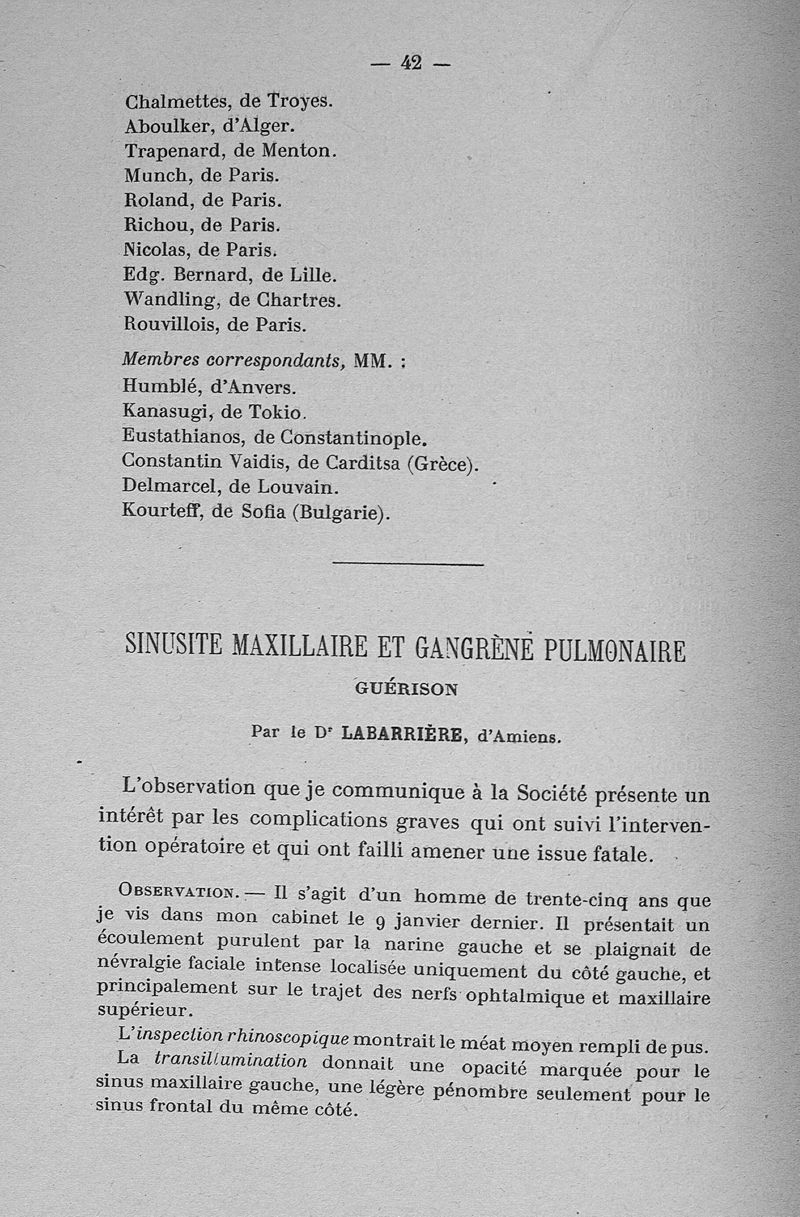 — 42 —
Chalmettes, de Troyes.
Aboulker, d'Alger.
Trapenard, de Menton.
Munch, de Paris.
Roland, de Paris.
Richou, de Paris.
Nicolas, de Paris.
Edg. Bernard, de Lille.
Wandling, de Chartres.
Rouvillois, de Paris.
Membres correspondants, MM. :
Humblé, d'Anvers.
Kanasugi, de Tokio.
Eustathianos, de Constantinople.
Constantin Vaidis, de Carditsa (Grèce).
Delmarcel, de Louvain.
Kourteff, de Sofia (Bulgarie).
SINUSITE MAXILLAIRE ET GANGRÈNE PULMONAIRE
GUÉRISON
Par le Dr LABARRIÈRE, d'Amiens.
L'observation que je communique à la Société présente un
intérêt par les complications graves qui ont suivi l'interven-
tion opératoire et qui ont failli amener une issue fatale.
OBSERVATION. — Il s'agit d'un homme de trente-cinq ans que
je vis dans mon cabinet le 9 janvier dernier. Il présentait un
écoulement purulent par la narine gauche et se plaignait de
névralgie faciale intense localisée uniquement du côté gauche, et
principalement sur le trajet des nerfs ophtalmique et maxillaire
supérieur.
L'inspection rhinoscopique montrait le méat moyen rempli de pus.
La transillumination donnait une opacité marquée pour le
sinus maxillaire gauche, une légère pénombre seulement pour le
sinus frontal du même côté.